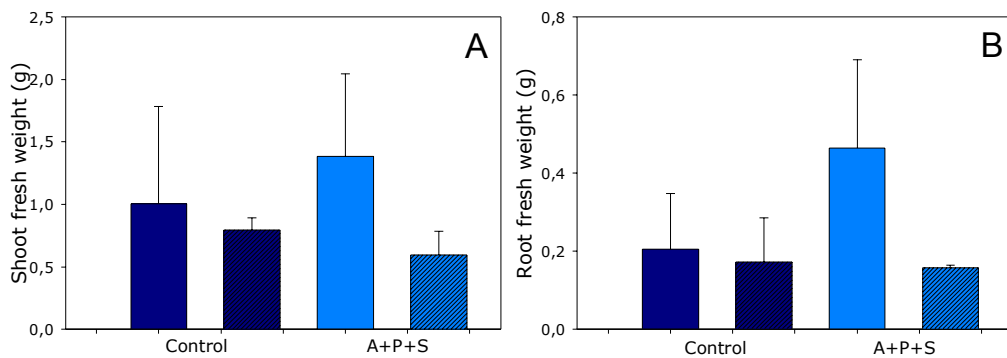 A
Shoot fresh weight (g)
2,5
2,0
1,5
1,0
0,5
0,0
Control
A+P+S
B
Root fresh weight (g)
0,8
0,6
0,4
0,2
0,0
Control
A+P+S